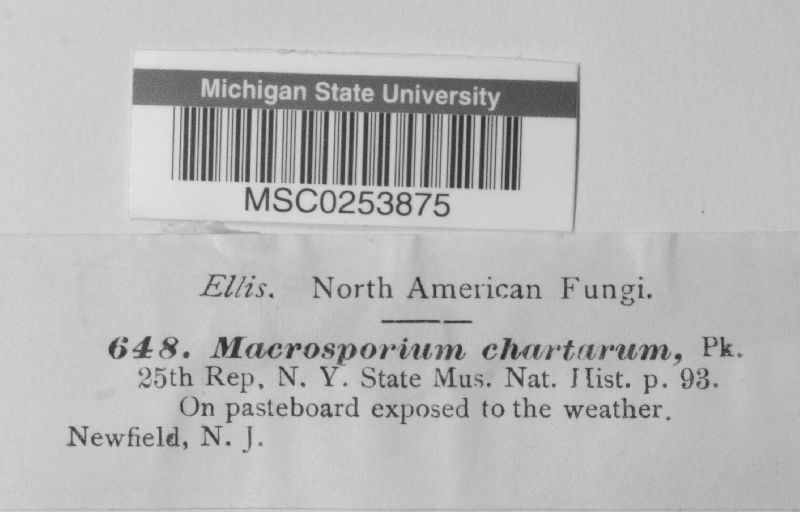 Michigan State University
MSC0253875
Ellis. North American Fungi.
648. Macrosporium chartarum, Pk.
25th Rep. N. Y. State Mus. Nat. Hist. p. 93.
On pasteboard exposed to the weather.
Newfield, N. J.